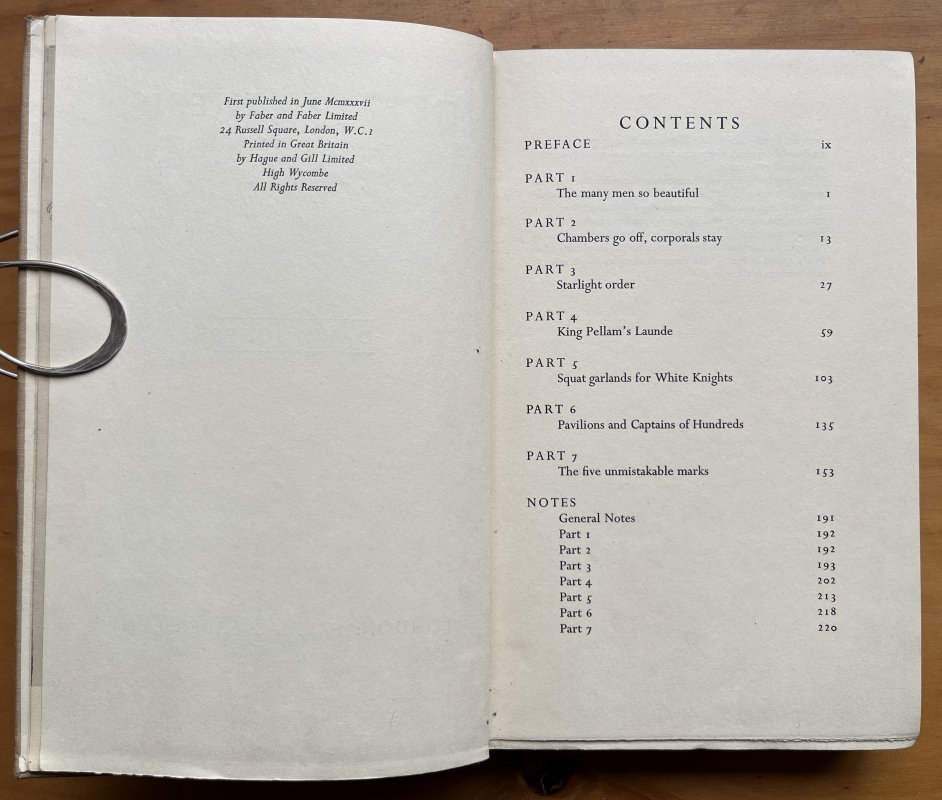 First published in June Mcmxxxvii
by Faber and Faber Limited
24 Russell Square, London, W.C.1
Printed in Great Britain
by Hague and Gill Limited
High Wycombe
All Rights Reserved
CONTENTS
PREFACE ix
PART 1
The many men so beautiful 1
PART 2
Chambers go off, corporals stay 13
PART 3
Starlight order 27
PART 4
King Pellam's Launde 59
PART 5
Squat garlands for White Knights 103
PART 6
Pavilions and Captains of Hundreds 135
PART 7
The five unmistakable marks 153
NOTES
General Notes 191
Part 1 192
Part 2 192
Part 3 193
Part 4 202
Part 5 213
Part 6 218
Part 7 220